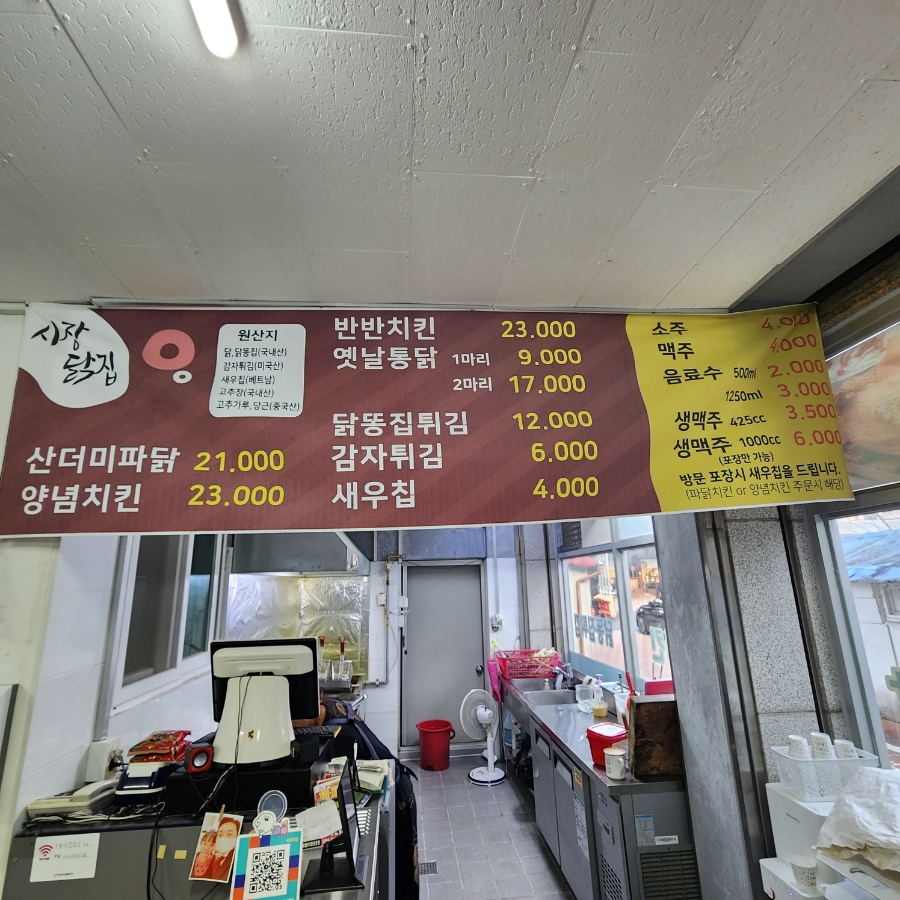 시장
닭집
원산지
닭,닭똥집(국내산)
감자튀김(미국산)
새우칩(베트남)
고추장(국내산)
고추가루, 당근(중국산)
산더미파닭 21.000
양념치킨 23.000
반반치킨 23.000
옛날통닭 1마리 9.000
2마리 17.000
닭똥집튀김 12.000
감자튀김 6.000
새우칩 4.000
소주 4.000
맥주 4.000
음료수 500ml 2.000
1250ml 3.000
생맥주 425cc 3.500
생맥주 1000cc 6.000
(포장만 가능)
방문 포장시 새우칩을 드립니다.
(파닭치킨 or 양념치킨 주문시 해당)